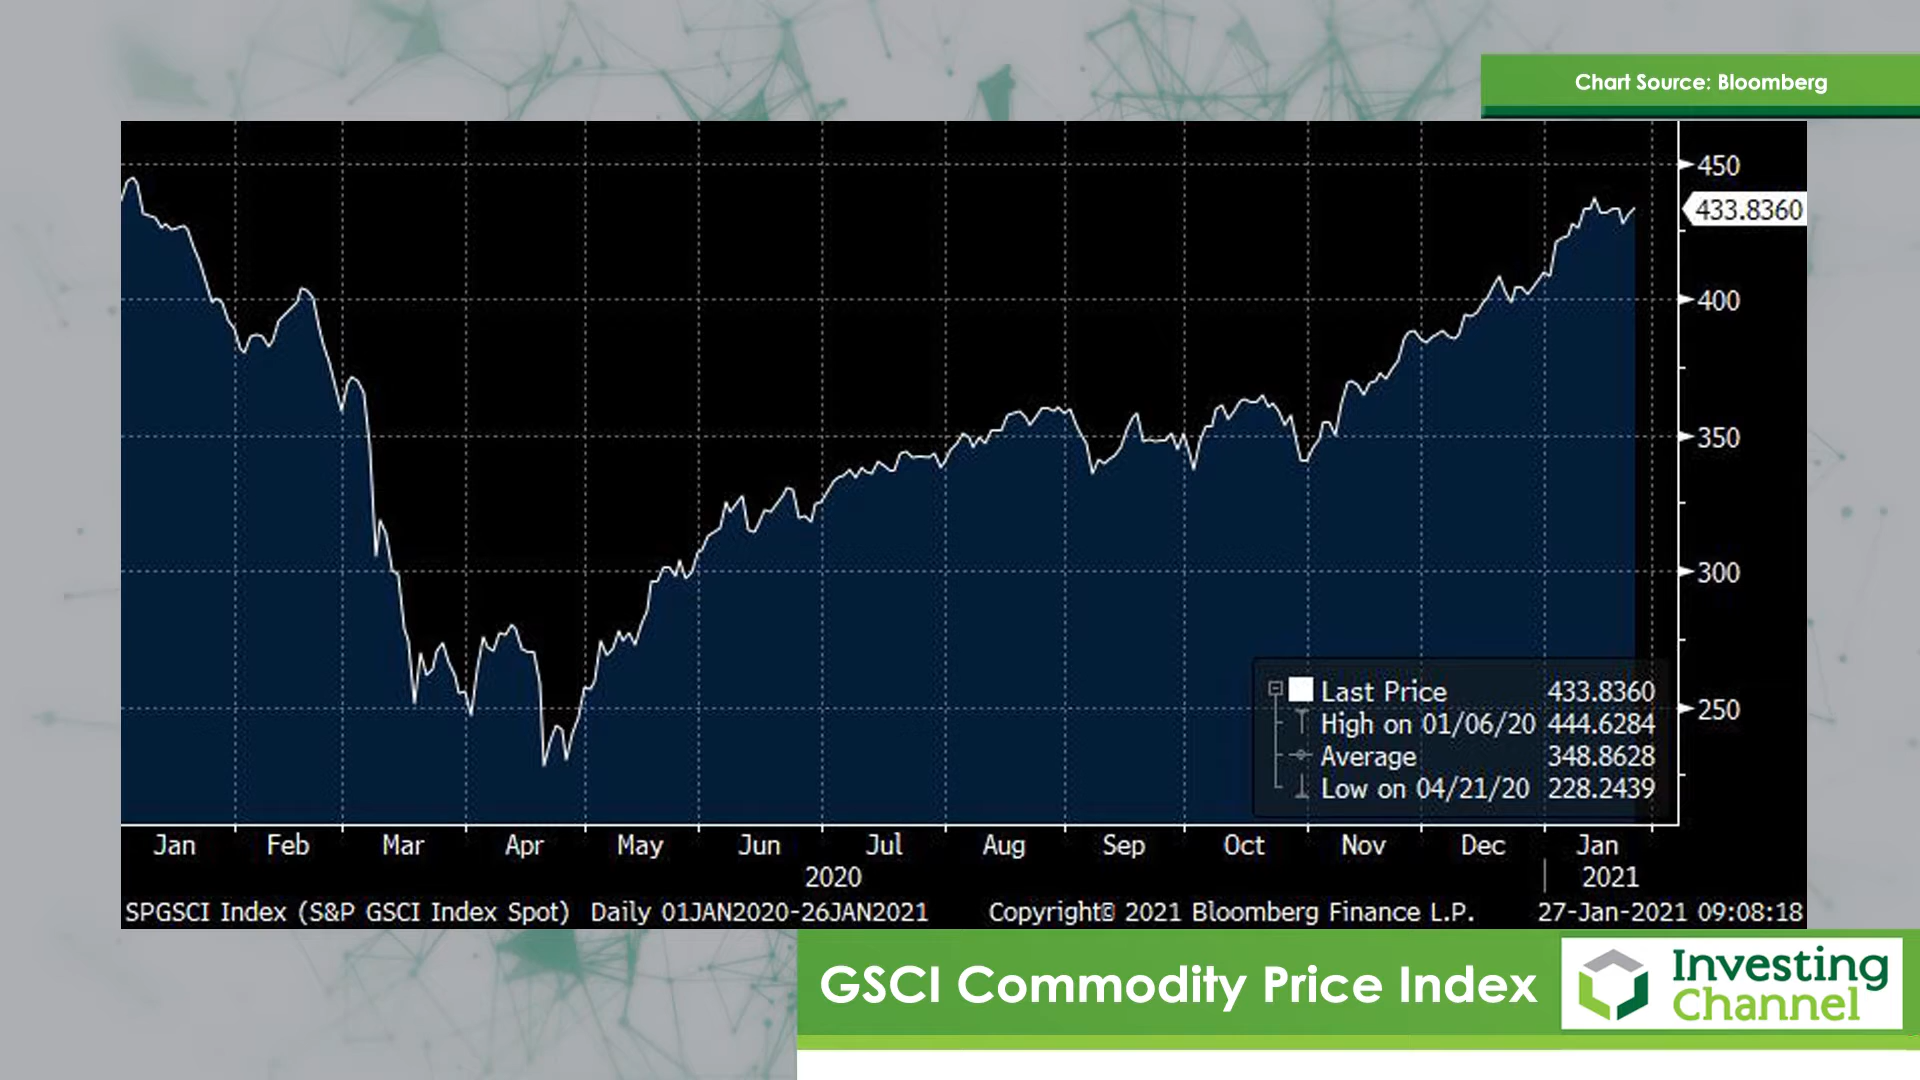 Chart Source: Bloomberg
450
433.8360
400
350
300
250
Last Price 433.8360
High on 01/06/20 444.6284
Average 348.8628
Low on 04/21/20 228.2439
Jan Feb Mar Apr May Jun Jul Aug Sep Oct Nov Dec Jan
2020 2021
SPGSCI Index (S&P GSCI Index Spot) Daily 01JAN2020-26JAN2021 Copyright© 2021 Bloomberg Finance L.P. 27-Jan-2021 09:08:18
GSCI Commodity Price Index
Investing
Channel